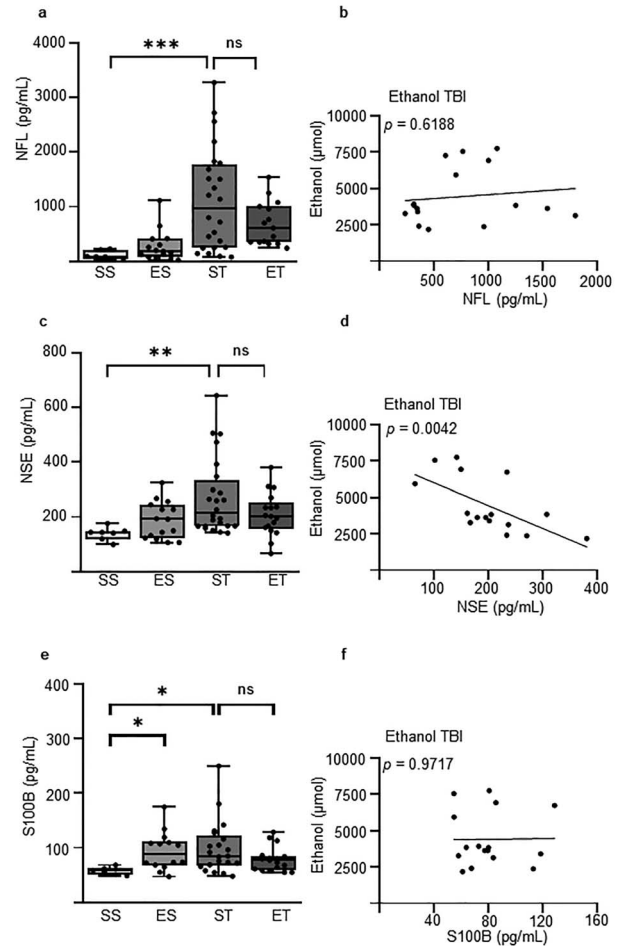 a
NFL (pg/mL)
4000
3000
2000
1000
0
***
ns
SS ES ST ET
b
Ethanol TBI
p = 0.6188
Ethanol (µmol)
10000
7500
5000
2500
500 1000 1500 2000
NFL (pg/mL)
c
NSE (pg/mL)
800
600
400
200
0
**
ns
SS ES ST ET
d
Ethanol TBI
p = 0.0042
Ethanol (µmol)
10000
7500
5000
2500
100 200 300 400
NSE (pg/mL)
e
S100B (pg/mL)
400
300
200
100
0
*
ns
*
SS ES ST ET
f
Ethanol TBI
p = 0.9717
Ethanol (µmol)
10000
7500
5000
2500
0
40 80 120 160
S100B (pg/mL)